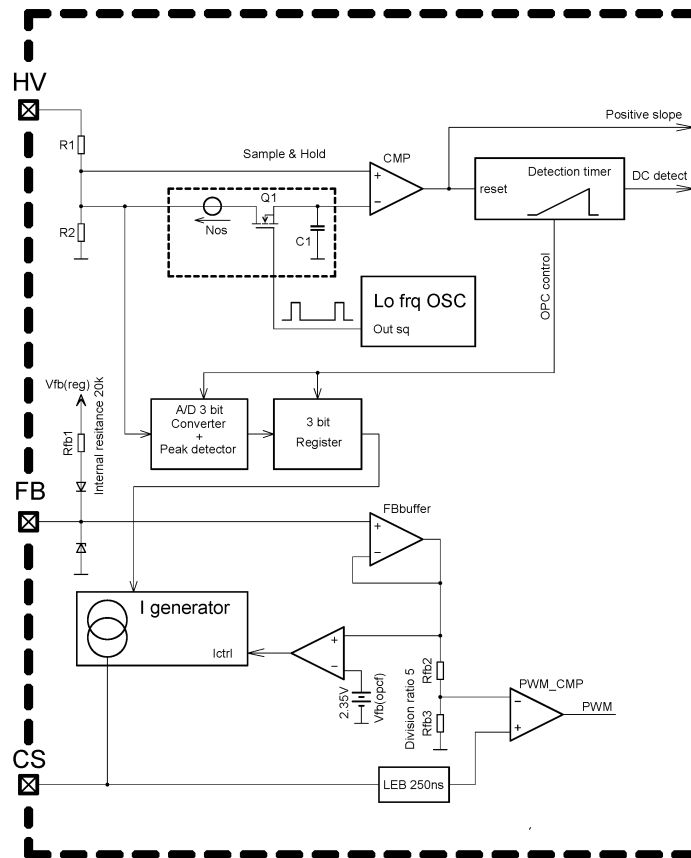 HV
Positive slope
R1
Sample & Hold
CMP
Q1
reset
Detection timer
DC detect
R2
Nos
C1
OPC control
Lo frq OSC
Out sq
Vfb(reg)
Rfb1
Internal resitance 20k
A/D 3 bit
Converter
+
Peak detector
3 bit
Register
FB
FBbuffer
+
−
+
−
I generator
Ictrl
+
−
2.35V
Vfb(opcf)
Division ratio 5
Rfb2
Rfb3
PWM_CMP
−
+
PWM
CS
LEB 250ns